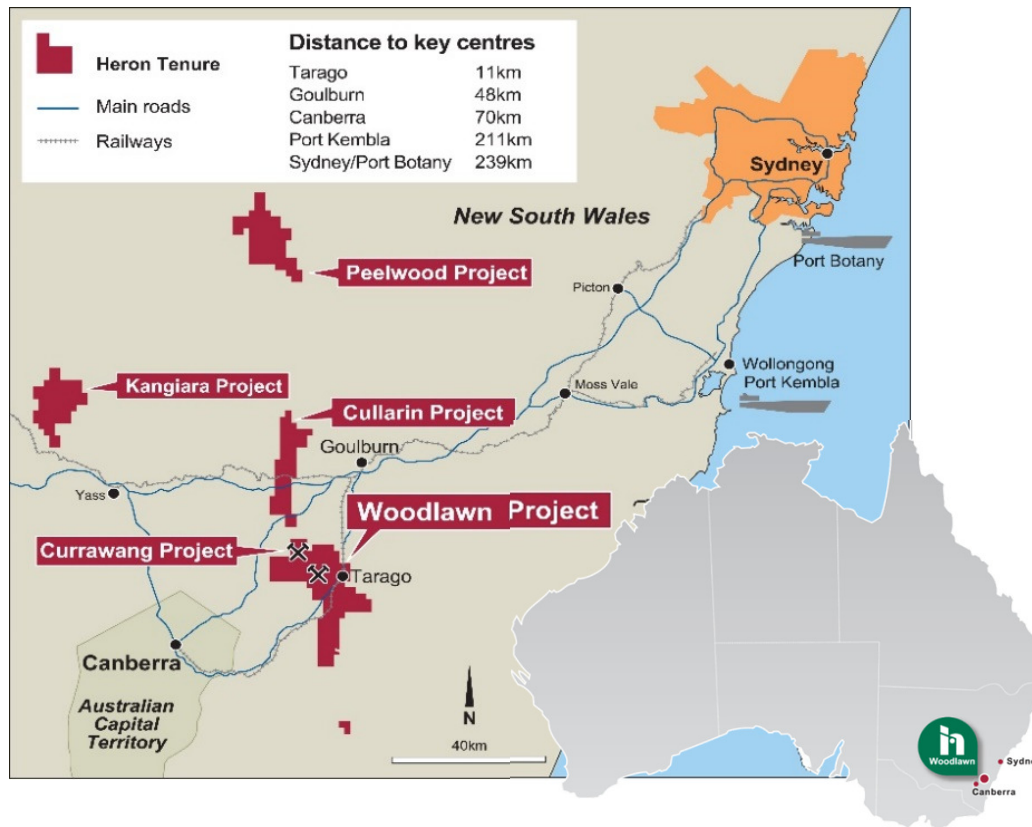 Heron Tenure
Main roads
Railways
Distance to key centres
Tarago 11km
Goulburn 48km
Canberra 70km
Port Kembla 211km
Sydney/Port Botany 239km
Sydney
New South Wales
Port Botany
Peelwood Project
Picton
Wollongong
Port Kembla
Kangiara Project
Moss Vale
Cullarin Project
Goulburn
Yass
Woodlawn Project
Currawang Project
Tarago
Canberra
Australian
Capital
Territory
N
40km
Woodlawn
Sydn
Canberra